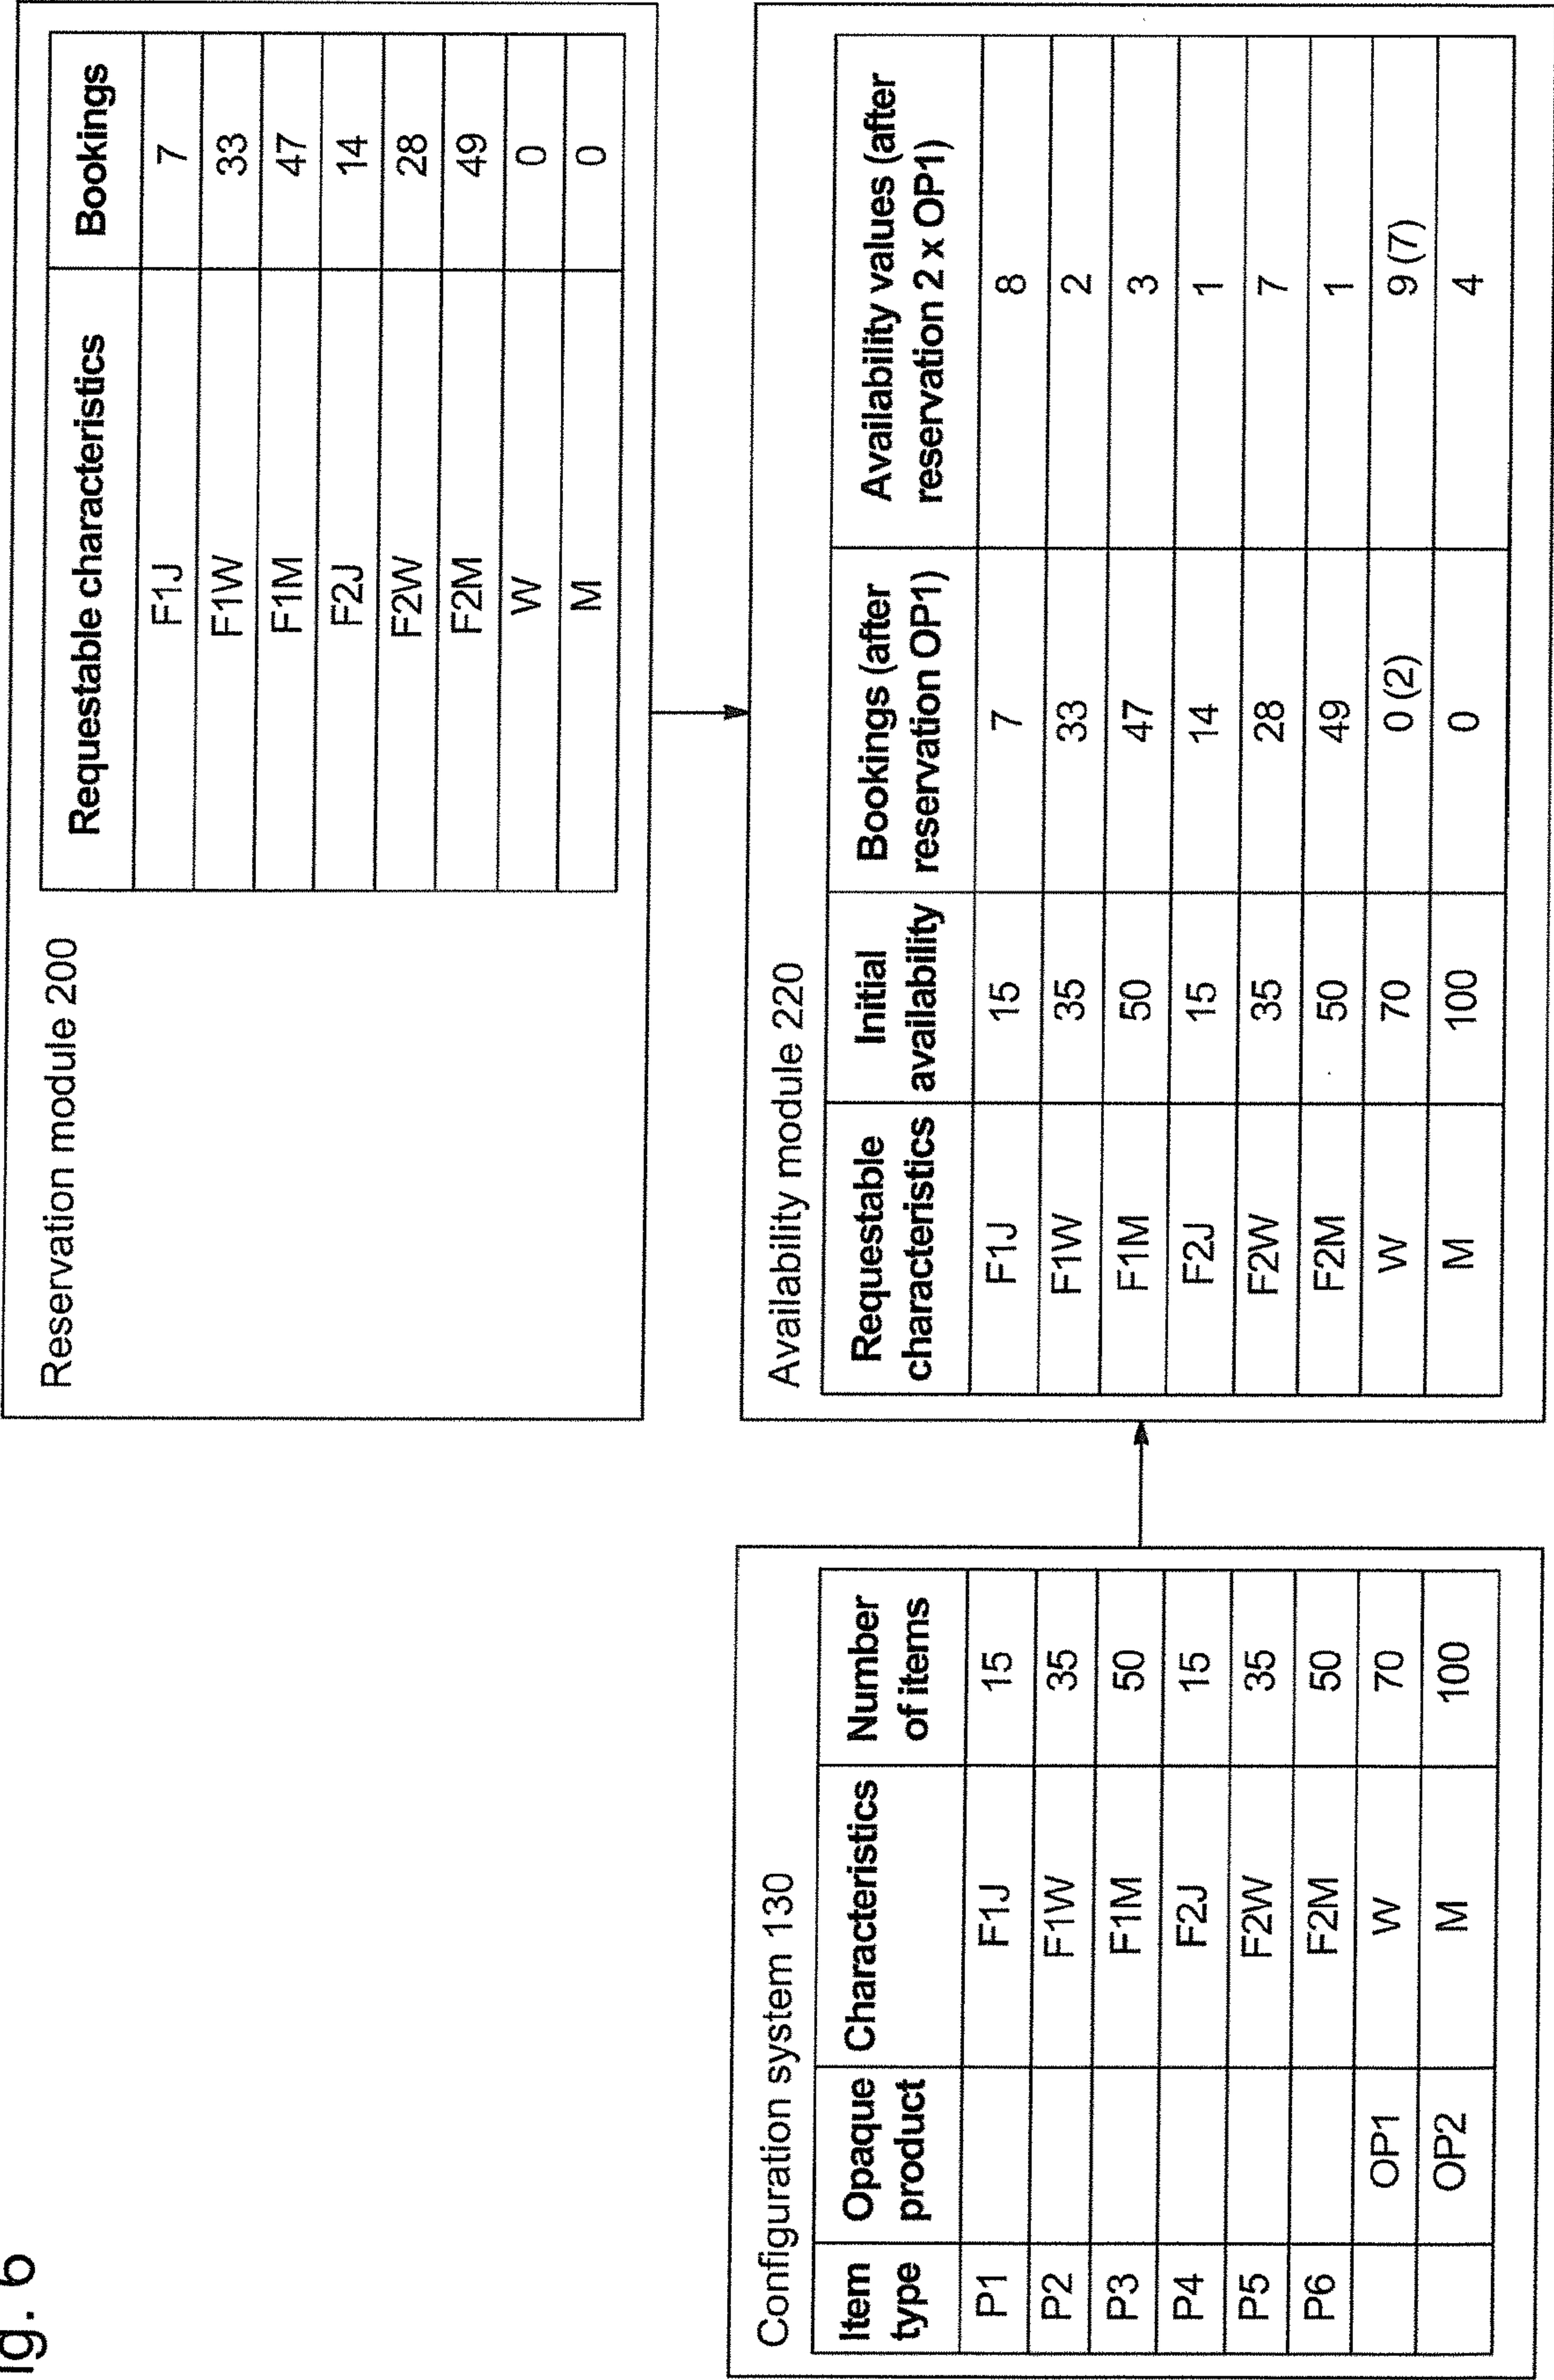 ig. 6
Reservation module 200
Requestable characteristics Bookings
F1J 7
F1W 33
F1M 47
F2J 14
F2W 28
F2M 49
W 0
M 0
Configuration system 130
Item type Opaque product Characteristics Number of items
P1 F1J 15
P2 F1W 35
P3 F1M 50
P4 F2J 15
P5 F2W 35
P6 F2M 50
OP1 W 70
OP2 M 100
Availability module 220
Requestable characteristics Initial availability Bookings (after reservation OP1) Availability values (after reservation 2 x OP1)
F1J 15 7 8
F1W 35 33 2
F1M 50 47 3
F2J 15 14 1
F2W 35 28 7
F2M 50 49 1
W 70 0 (2) 9 (7)
M 100 0 4